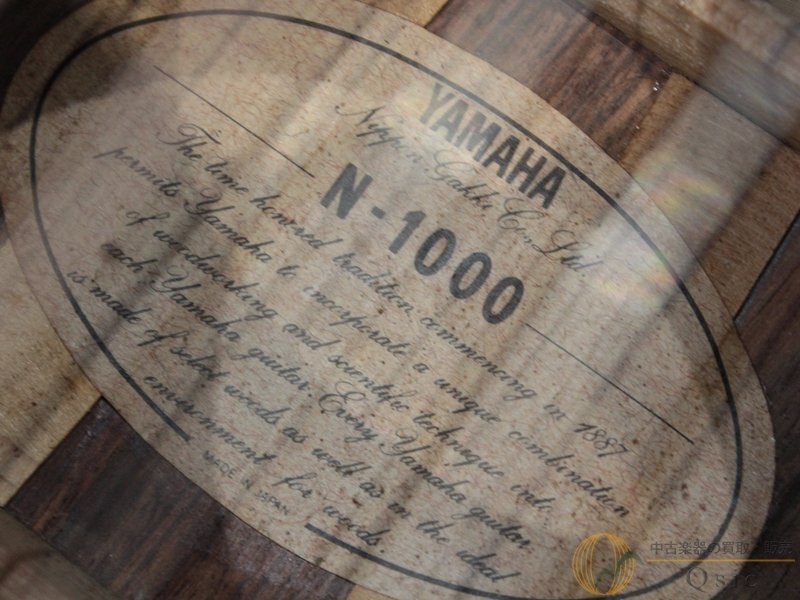 YAMAHA
Nippon Gakki Co., Ltd.
N-1000
The time honored tradition commencing in 1887
permits Yamaha to incorporate a unique combination
of woodworking and scientific technique into
each Yamaha guitar. Every Yamaha guitar
is made of select woods as well as in the ideal
environment for woods.
MADE IN JAPAN
中古楽器の買取・販売
Qsic